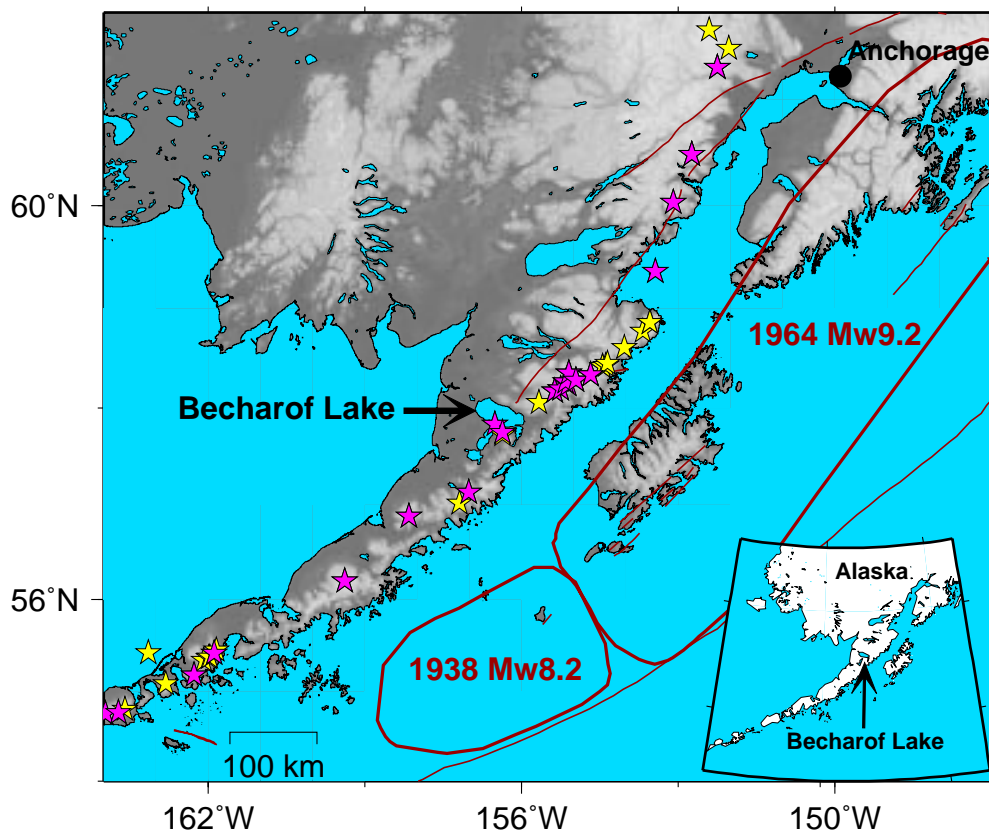 Anchorage
60˚N
1964 Mw9.2
Becharof Lake
Alaska
56˚N
1938 Mw8.2
Becharof Lake
100 km
162˚W
156˚W
150˚W